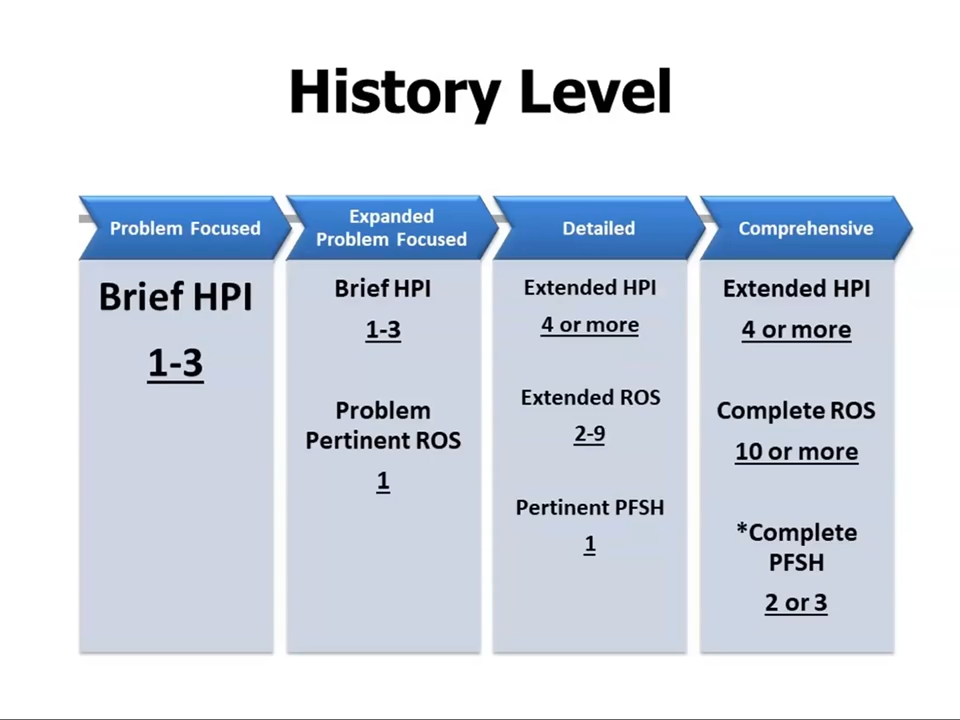 History Level
Problem Focused
Brief HPI
1-3
Expanded
Problem Focused
Brief HPI
1-3
Problem
Pertinent ROS
1
Detailed
Extended HPI
4 or more
Extended ROS
2-9
Pertinent PFSH
1
Comprehensive
Extended HPI
4 or more
Complete ROS
10 or more
*Complete
PFSH
2 or 3